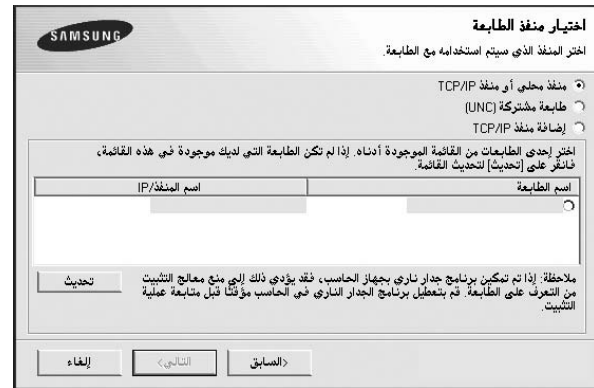 اختيار منفذ الطابعة
اختر المنفذ الذي سيتم استخدامه مع الطابعة.
SAMSUNG
منفذ محلي أو منفذ TCP/IP
طابعة مشتركة (UNC)
إضافة منفذ TCP/IP
اختر إحدى الطابعات من القائمة الموجودة أدناه. إذا لم تكن الطابعة التي لديك موجودة في هذه القائمة،
فانقر على [تحديث] لتحديث القائمة.
اسم الطابعة
اسم المنفذ/IP
ملاحظة: إذا تم تمكين برنامج جدار ناري بجهاز الحاسب، فقد يؤدي ذلك إلى منع معالج التثبيت
من التعرف على الطابعة. قم بتعطيل برنامج الجدار الناري في الحاسب مؤقتًا قبل متابعة عملية
التثبيت.
تحديث
<السابق
التالي>
إلغاء